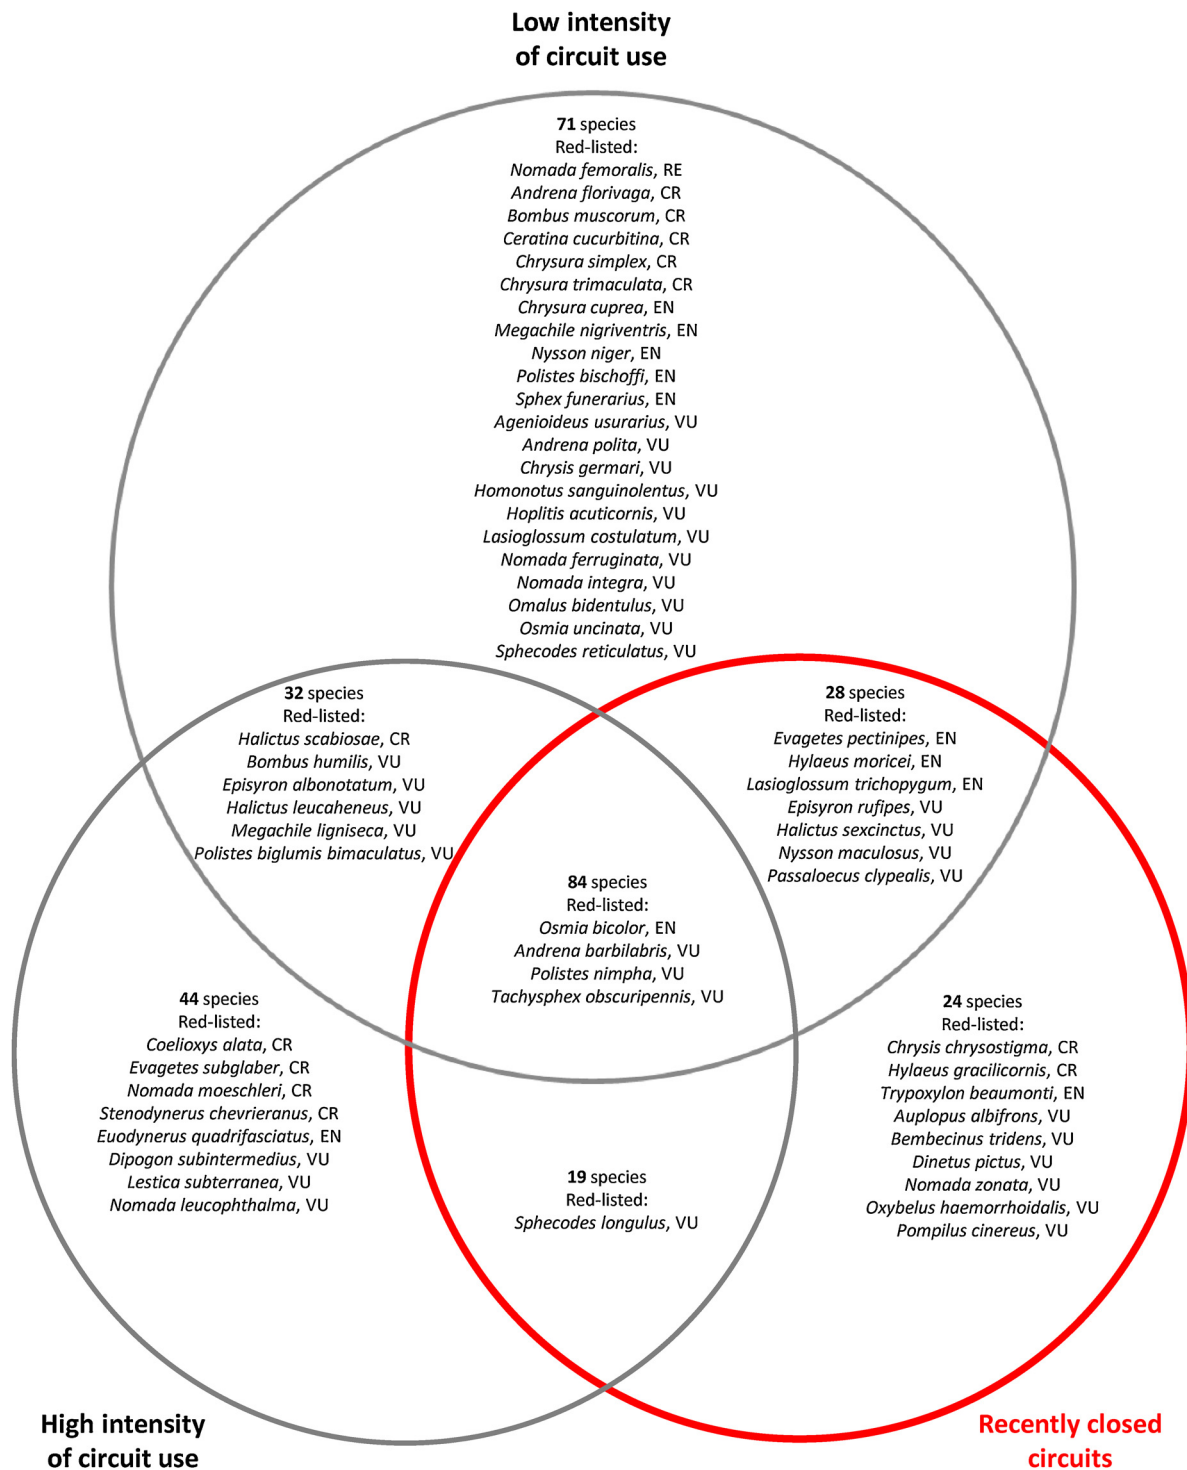 Low intensity
of circuit use
71 species
Red-listed:
Nomada femoralis, RE
Andrena florivaga, CR
Bombus muscorum, CR
Ceratina cucurbitina, CR
Chrysura simplex, CR
Chrysura trimaculata, CR
Chrysura cuprea, EN
Megachile nigriventris, EN
Nysson niger, EN
Polistes bischoffi, EN
Sphex funerarius, EN
Agenioideus usurarius, VU
Andrena polita, VU
Chrysis germari, VU
Homonotus sanguinolentus, VU
Hoplitis acuticornis, VU
Lasioglossum costulatum, VU
Nomada ferruginata, VU
Nomada integra, VU
Omalus bidentulus, VU
Osmia uncinata, VU
Sphecodes reticulatus, VU
32 species
Red-listed:
Halictus scabiosae, CR
Bombus humilis, VU
Episyron albonotatum, VU
Halictus leucaheneus, VU
Megachile ligniseca, VU
Polistes biglumis bimaculatus, VU
28 species
Red-listed:
Evagetes pectinipes, EN
Hylaeus moricei, EN
Lasioglossum trichopygum, EN
Episyron rufipes, VU
Halictus sexcinctus, VU
Nysson maculosus, VU
Passaloecus clypealis, VU
84 species
Red-listed:
Osmia bicolor, EN
Andrena barbilabris, VU
Polistes nimpha, VU
Tachysphex obscuripennis, VU
44 species
Red-listed:
Coelioxys alata, CR
Evagetes subglaber, CR
Nomada moeschleri, CR
Stenodynerus chevrieranus, CR
Euodynerus quadrifasciatus, EN
Dipogon subintermedius, VU
Lestica subterranea, VU
Nomada leucophthalma, VU
24 species
Red-listed:
Chrysis chrysostigma, CR
Hylaeus gracilicornis, CR
Trypoxylon beaumonti, EN
Auplopus albifrons, VU
Bembecinus tridens, VU
Dinetus pictus, VU
Nomada zonata, VU
Oxybelus haemorrhoidalis, VU
Pompilus cinereus, VU
19 species
Red-listed:
Sphecodes longulus, VU
High intensity
of circuit use
Recently closed
circuits